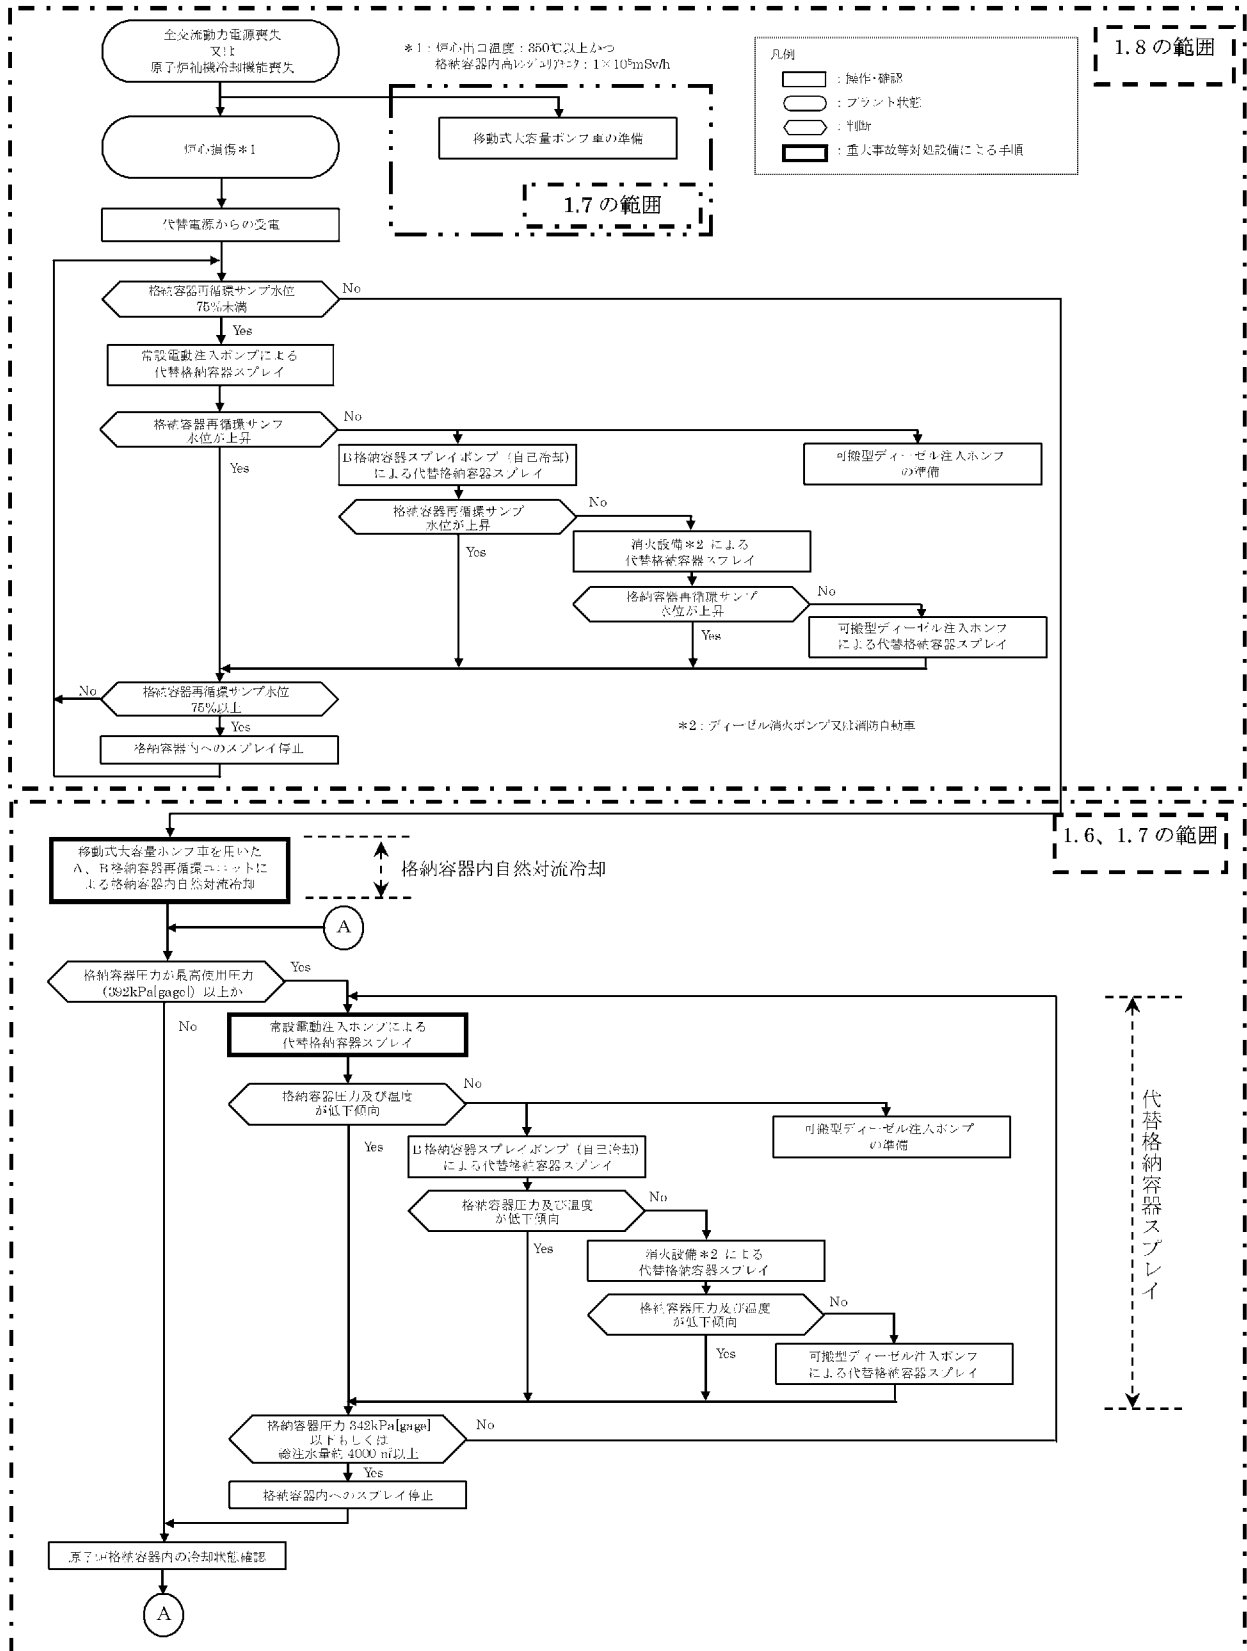 全交流動力電源喪失
又は
原子炉補機冷却機能喪失
*1：炉心出口温度：350℃以上かつ
格納容器内高レンジエリアモニタ：1×10⁵mSv/h
凡例
：操作・確認
：プラント状態
：判断
：重大事故等対処設備による手順
1.8の範囲
炉心損傷*1
移動式大容量ポンプ車の準備
1.7の範囲
代替電源からの受電
格納容器再循環サンプ水位
75%未満
No
Yes
常設電動注入ポンプによる
代替格納容器スプレイ
格納容器再循環サンプ
水位が上昇
No
Yes
B格納容器スプレイポンプ（自己冷却）
による代替格納容器スプレイ
可搬型ディーゼル注入ポンプ
の準備
格納容器再循環サンプ
水位が上昇
No
Yes
消火設備*2 による
代替格納容器スプレイ
格納容器再循環サンプ
水位が上昇
No
Yes
可搬型ディーゼル注入ポンプ
による代替格納容器スプレイ
No
格納容器再循環サンプ水位
75%以上
Yes
*2：ディーゼル消火ポンプ又は消防自動車
格納容器内へのスプレイ停止
1.6、1.7の範囲
移動式大容量ポンプ車を用いた
A、B格納容器再循環ユニットに
よる格納容器内自然対流冷却
格納容器内自然対流冷却
A
格納容器圧力が最高使用圧力
（392kPa[gage]）以上か
Yes
No
常設電動注入ポンプによる
代替格納容器スプレイ
格納容器圧力及び温度
が低下傾向
No
Yes
B格納容器スプレイポンプ（自己冷却）
による代替格納容器スプレイ
可搬型ディーゼル注入ポンプ
の準備
格納容器圧力及び温度
が低下傾向
No
Yes
消火設備*2 による
代替格納容器スプレイ
格納容器圧力及び温度
が低下傾向
No
Yes
可搬型ディーゼル注入ポンプ
による代替格納容器スプレイ
代替格納容器スプレイ
格納容器圧力 342kPa[gage]
以下もしくは
総注水量約 4000 ㎥以上
No
Yes
格納容器内へのスプレイ停止
原子炉格納容器内の冷却状態確認
A